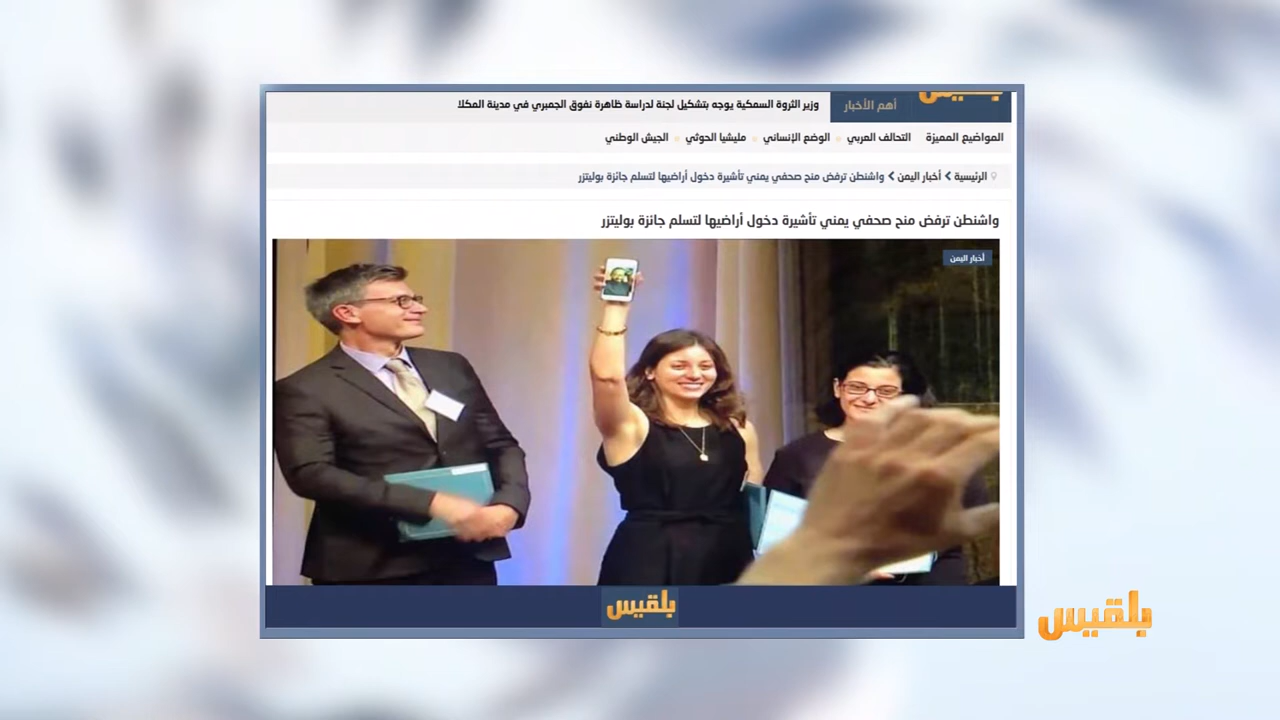 أهم الأخبار وزير الثروة السمكية يوجه بتشكيل لجنة لدراسة ظاهرة نفوق الجمبري في مدينة المكلا
المواضيع المميزة التحالف العربي الوضع الإنساني مليشيا الحوثي الجيش الوطني
الرئيسية أخبار اليمن واشنطن ترفض منح صحفي يمني تأشيرة دخول أراضيها لتسلم جائزة بوليتزر
واشنطن ترفض منح صحفي يمني تأشيرة دخول أراضيها لتسلم جائزة بوليتزر
أخبار اليمن
بلقيس
بلقيس